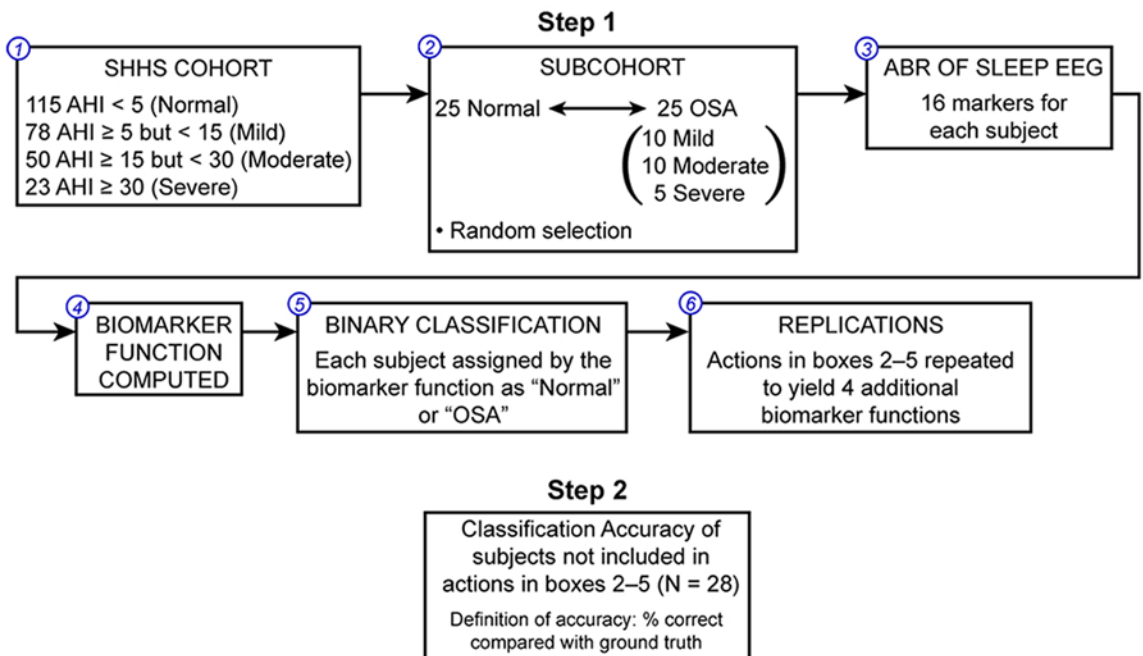 Step 1
1
SHHS COHORT
115 AHI < 5 (Normal)
78 AHI ≥ 5 but < 15 (Mild)
50 AHI ≥ 15 but < 30 (Moderate)
23 AHI ≥ 30 (Severe)
2
SUBCOHORT
25 Normal 25 OSA
10 Mild
10 Moderate
5 Severe
• Random selection
3
ABR OF SLEEP EEG
16 markers for
each subject
4
BIOMARKER
FUNCTION
COMPUTED
5
BINARY CLASSIFICATION
Each subject assigned by the
biomarker function as “Normal”
or “OSA”
6
REPLICATIONS
Actions in boxes 2–5 repeated
to yield 4 additional
biomarker functions
Step 2
Classification Accuracy of
subjects not included in
actions in boxes 2–5 (N = 28)
Definition of accuracy: % correct
compared with ground truth